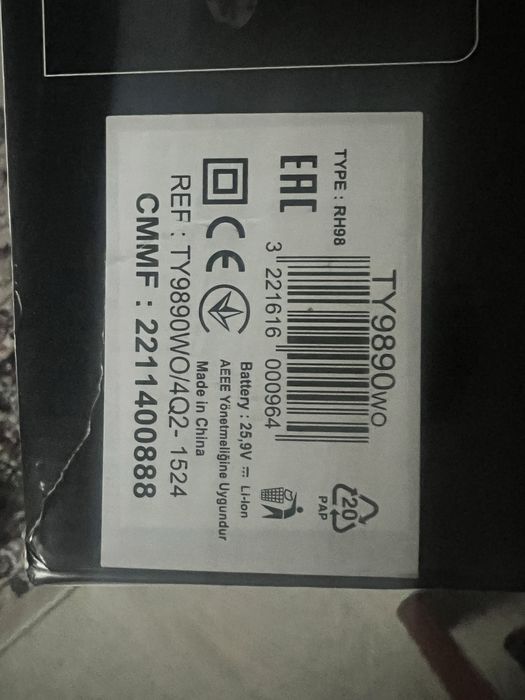 TY9890WO
TYPE : RH98
EAC
3 221616 000964
20
PAP
Battery : 25,9V ⎓ Li-Ion
AEEE Yönetmeliğine Uygundur
Made in China
CE
REF : TY9890WO/4Q2- 1524
CMMF : 2211400888